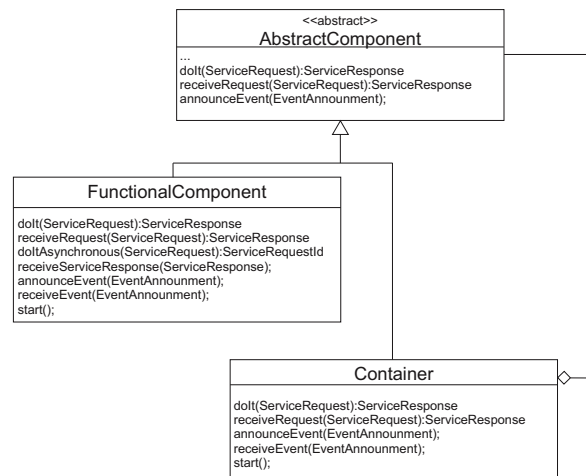 <<abstract>>
AbstractComponent
...
doIt(ServiceRequest):ServiceResponse
receiveRequest(ServiceRequest):ServiceResponse
announceEvent(EventAnnounment);
FunctionalComponent
doIt(ServiceRequest):ServiceResponse
receiveRequest(ServiceRequest):ServiceResponse
doItAsynchronous(ServiceRequest):ServiceRequestId
receiveServiceResponse(ServiceResponse);
announceEvent(EventAnnounment);
receiveEvent(EventAnnounment);
start();
Container
doIt(ServiceRequest):ServiceResponse
receiveRequest(ServiceRequest):ServiceResponse
announceEvent(EventAnnounment);
receiveEvent(EventAnnounment);
start();